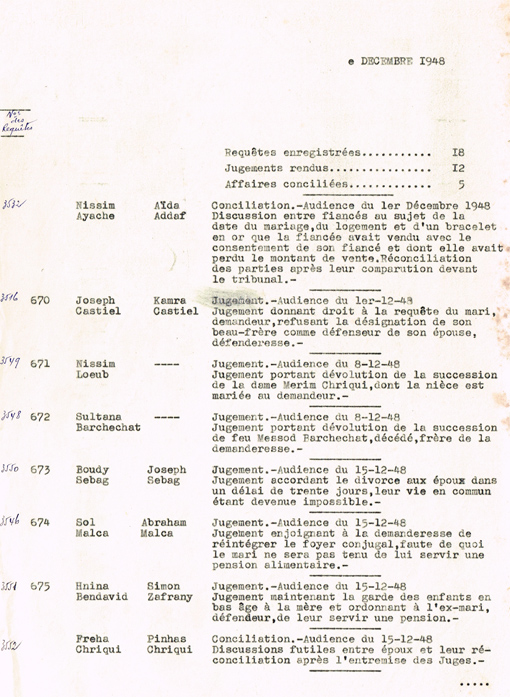 e DECEMBRE I948
Nos
des
Requêtes
Requêtes enregistrées........... I8
Jugements rendus................ I2
Affaires conciliées............. 5
3532 Nissim Aïda Conciliation.-Audience du 1er Décembre 1948
Ayache Addaf Discussion entre fiancés au sujet de la
date du mariage,du logement et d'un bracelet
en or que la fiancée avait vendu avec le
consentement de son fiancé et dont elle avait
perdu le montant de vente.Réconciliation
des parties après leur comparution devant
le tribunal.-
3516 670 Joseph Kamra Jugement.-Audience du 1er-12-48
Castiel Castiel Jugement donnant droit à la requête du mari,
demandeur,refusant la désignation de son
beau-frère comme défenseur de son épouse,
défenderesse.-
3549 671 Nissim ---- Jugement.-Audience du 8-12-48
Loeub Jugement portant dévolution de la succession
de la dame Merim Chriqui,dont la nièce est
mariée au demandeur.-
3548 672 Sultana ---- Jugement.-Audience du 8-12-48
Barchechat Jugement portant dévolution de la succession
de feu Messod Barchechat,décédé,frère de la
demanderesse.-
3550 673 Boudy Joseph Jugement.-Audience du 15-12-48
Sebag Sebag Jugement accordant le divorce aux époux dans
un délai de trente jours,leur vie en commun
étant devenue impossible.-
3546 674 Sol Abraham Jugement.-Audience du 15-12-48
Malca Malca Jugement enjoignant à la demanderesse de
réintégrer le foyer conjugal,faute de quoi
le mari ne sera pas tenu de lui servir une
pension alimentaire.-
3551 675 Hnina Simon Jugement.-Audience du 15-12-48
Bendavid Zafrany Jugement maintenant la garde des enfants en
bas âge à la mère et ordonnant à l'ex-mari,
défendeur,de leur servir une pension.-
3552 Freha Pinhas Conciliation.-Audience du 15-12-48
Chriqui Chriqui Discussions futiles entre époux et leur ré-
conciliation après l'entremise des Juges.-
.....